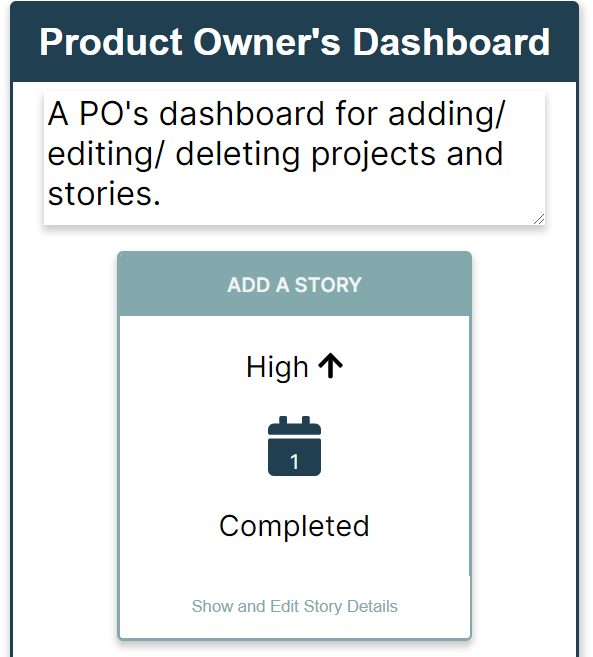 Product Owner's Dashboard
A PO's dashboard for adding/
editing/ deleting projects and
stories.
ADD A STORY
High
1
Completed
Show and Edit Story Details